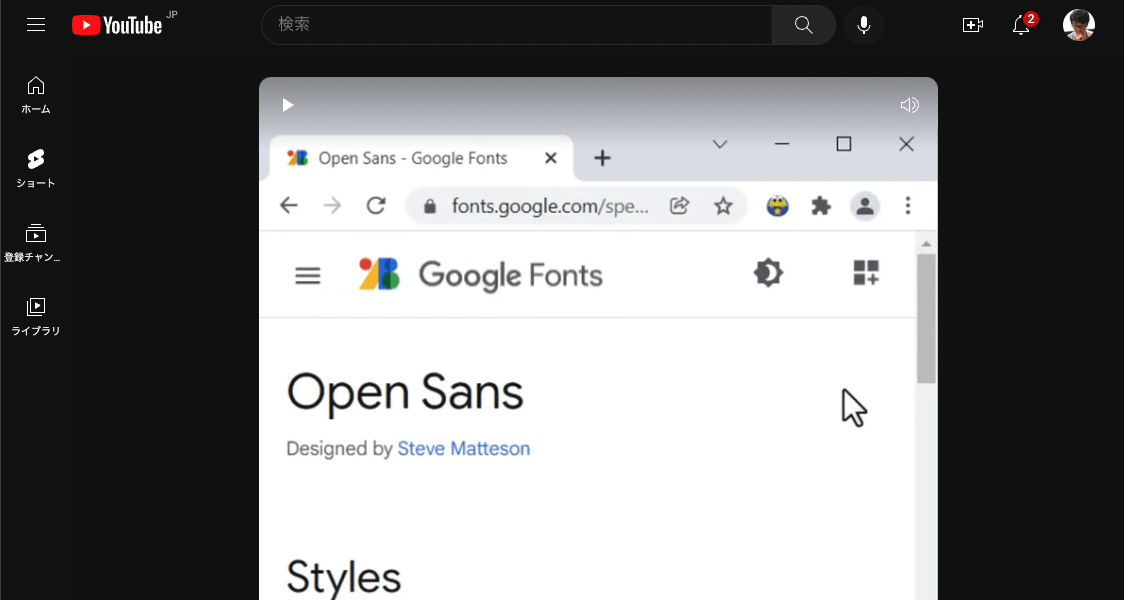 YouTube JP
検索
2
ホーム
ショート
登録チャン...
ライブラリ
Open Sans - Google Fonts
fonts.google.com/spe...
Google Fonts
Open Sans
Designed by Steve Matteson
Styles